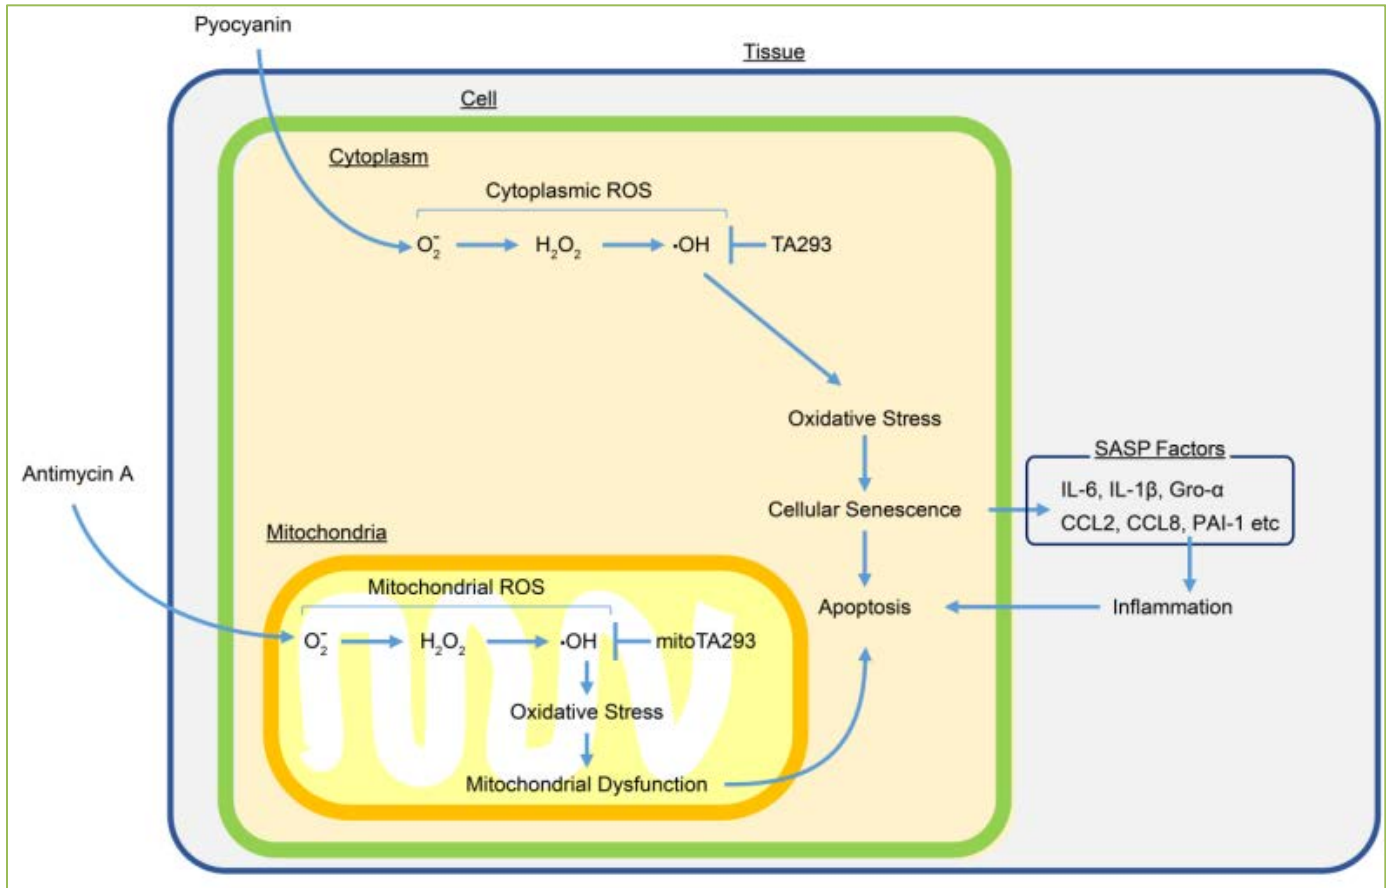 Pyocyanin
Tissue
Cell
Cytoplasm
Cytoplasmic ROS
O₂⁻ H₂O₂ ·OH TA293
Oxidative Stress
SASP Factors
Antimycin A
IL-6, IL-1β, Gro-α
Cellular Senescence
CCL2, CCL8, PAI-1 etc
Mitochondria
Mitochondrial ROS
Apoptosis
Inflammation
O₂⁻ H₂O₂ ·OH mitoTA293
Oxidative Stress
Mitochondrial Dysfunction